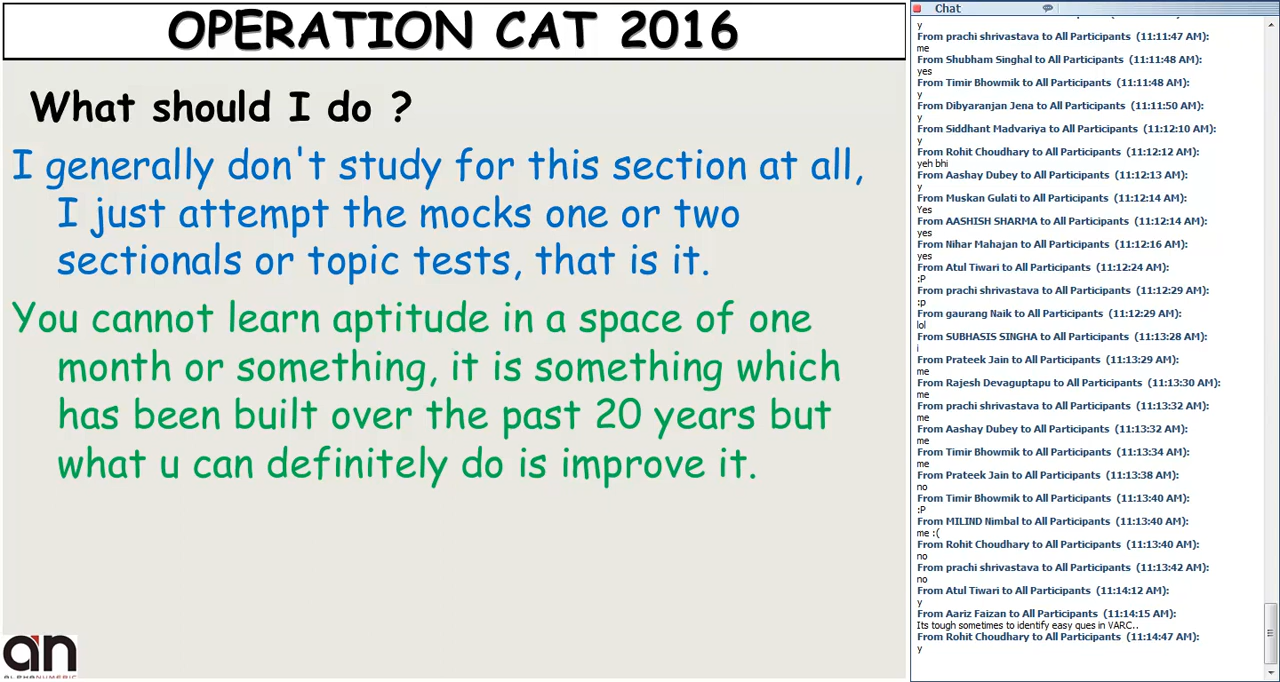 OPERATION CAT 2016
What should I do ?
I generally don't study for this section at all,
I just attempt the mocks one or two
sectionals or topic tests, that is it.
You cannot learn aptitude in a space of one
month or something, it is something which
has been built over the past 20 years but
what u can definitely do is improve it.
an
ALPHANUMERIC
Chat
y
From prachi shrivastava to All Participants (11:11:47 AM):
me
From Shubham Singhal to All Participants (11:11:48 AM):
yes
From Timir Bhowmik to All Participants (11:11:48 AM):
y
From Dibyaranjan Jena to All Participants (11:11:50 AM):
y
From Siddhant Madvariya to All Participants (11:12:10 AM):
y
From Rohit Choudhary to All Participants (11:12:12 AM):
yeh bhi
From Aashay Dubey to All Participants (11:12:13 AM):
y
From Muskan Gulati to All Participants (11:12:14 AM):
Yes
From AASHISH SHARMA to All Participants (11:12:14 AM):
yes
From Nihar Mahajan to All Participants (11:12:16 AM):
yes
From Atul Tiwari to All Participants (11:12:24 AM):
:P
From prachi shrivastava to All Participants (11:12:29 AM):
:p
From gaurang Naik to All Participants (11:12:29 AM):
lol
From SUBHASIS SINGHA to All Participants (11:13:28 AM):
i
From Prateek Jain to All Participants (11:13:29 AM):
me
From Rajesh Devaguptapu to All Participants (11:13:30 AM):
me
From prachi shrivastava to All Participants (11:13:32 AM):
me
From Aashay Dubey to All Participants (11:13:32 AM):
me
From Timir Bhowmik to All Participants (11:13:34 AM):
me
From Prateek Jain to All Participants (11:13:38 AM):
no
From Timir Bhowmik to All Participants (11:13:40 AM):
:P
From MILIND Nimbal to All Participants (11:13:40 AM):
me :(
From Rohit Choudhary to All Participants (11:13:40 AM):
no
From prachi shrivastava to All Participants (11:13:42 AM):
no
From Atul Tiwari to All Participants (11:14:12 AM):
y
From Aariz Faizan to All Participants (11:14:15 AM):
Its tough sometimes to identify easy ques in VARC..
From Rohit Choudhary to All Participants (11:14:47 AM):
y